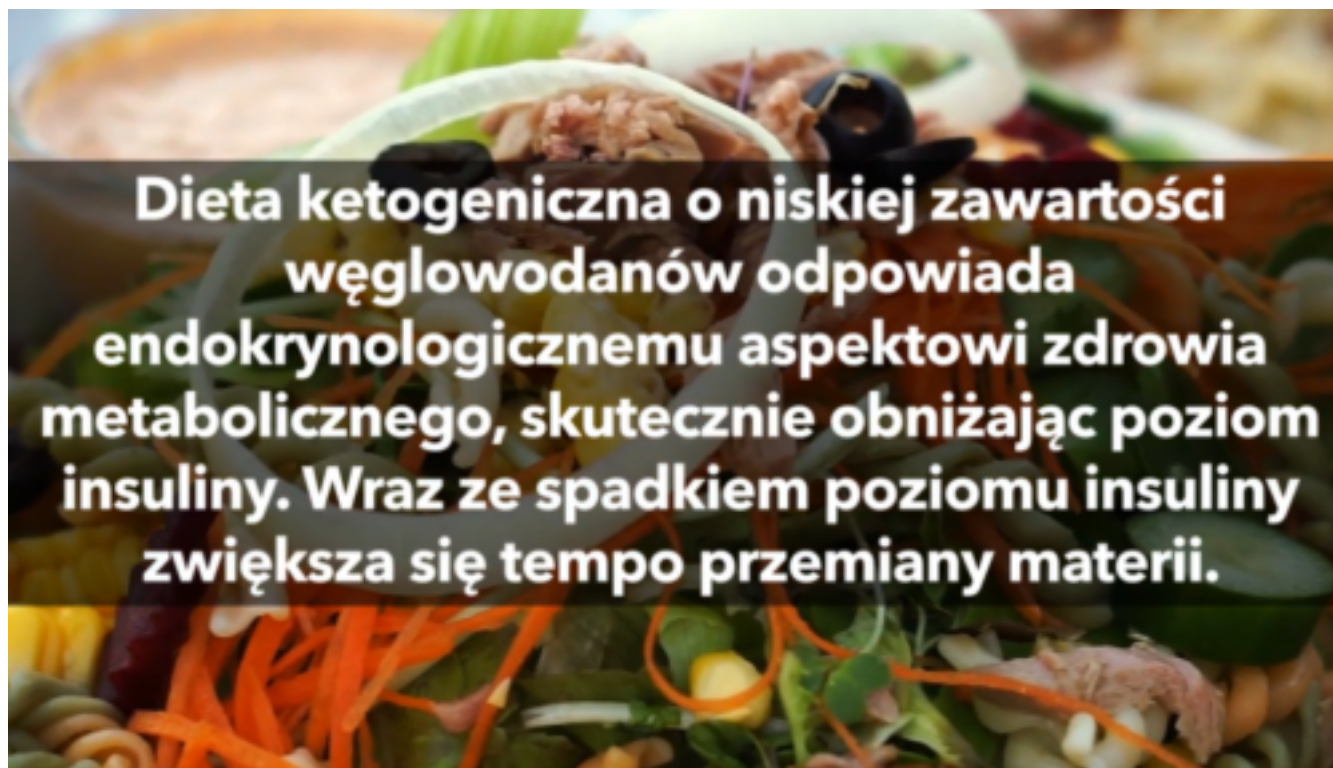 Dieta ketogeniczna o niskiej zawartości
węglowodanów odpowiada
endokrynologicznemu aspektowi zdrowia
metabolicznego, skutecznie obniżając poziom
insuliny. Wraz ze spadkiem poziomu insuliny
zwiększa się tempo przemiany materii.